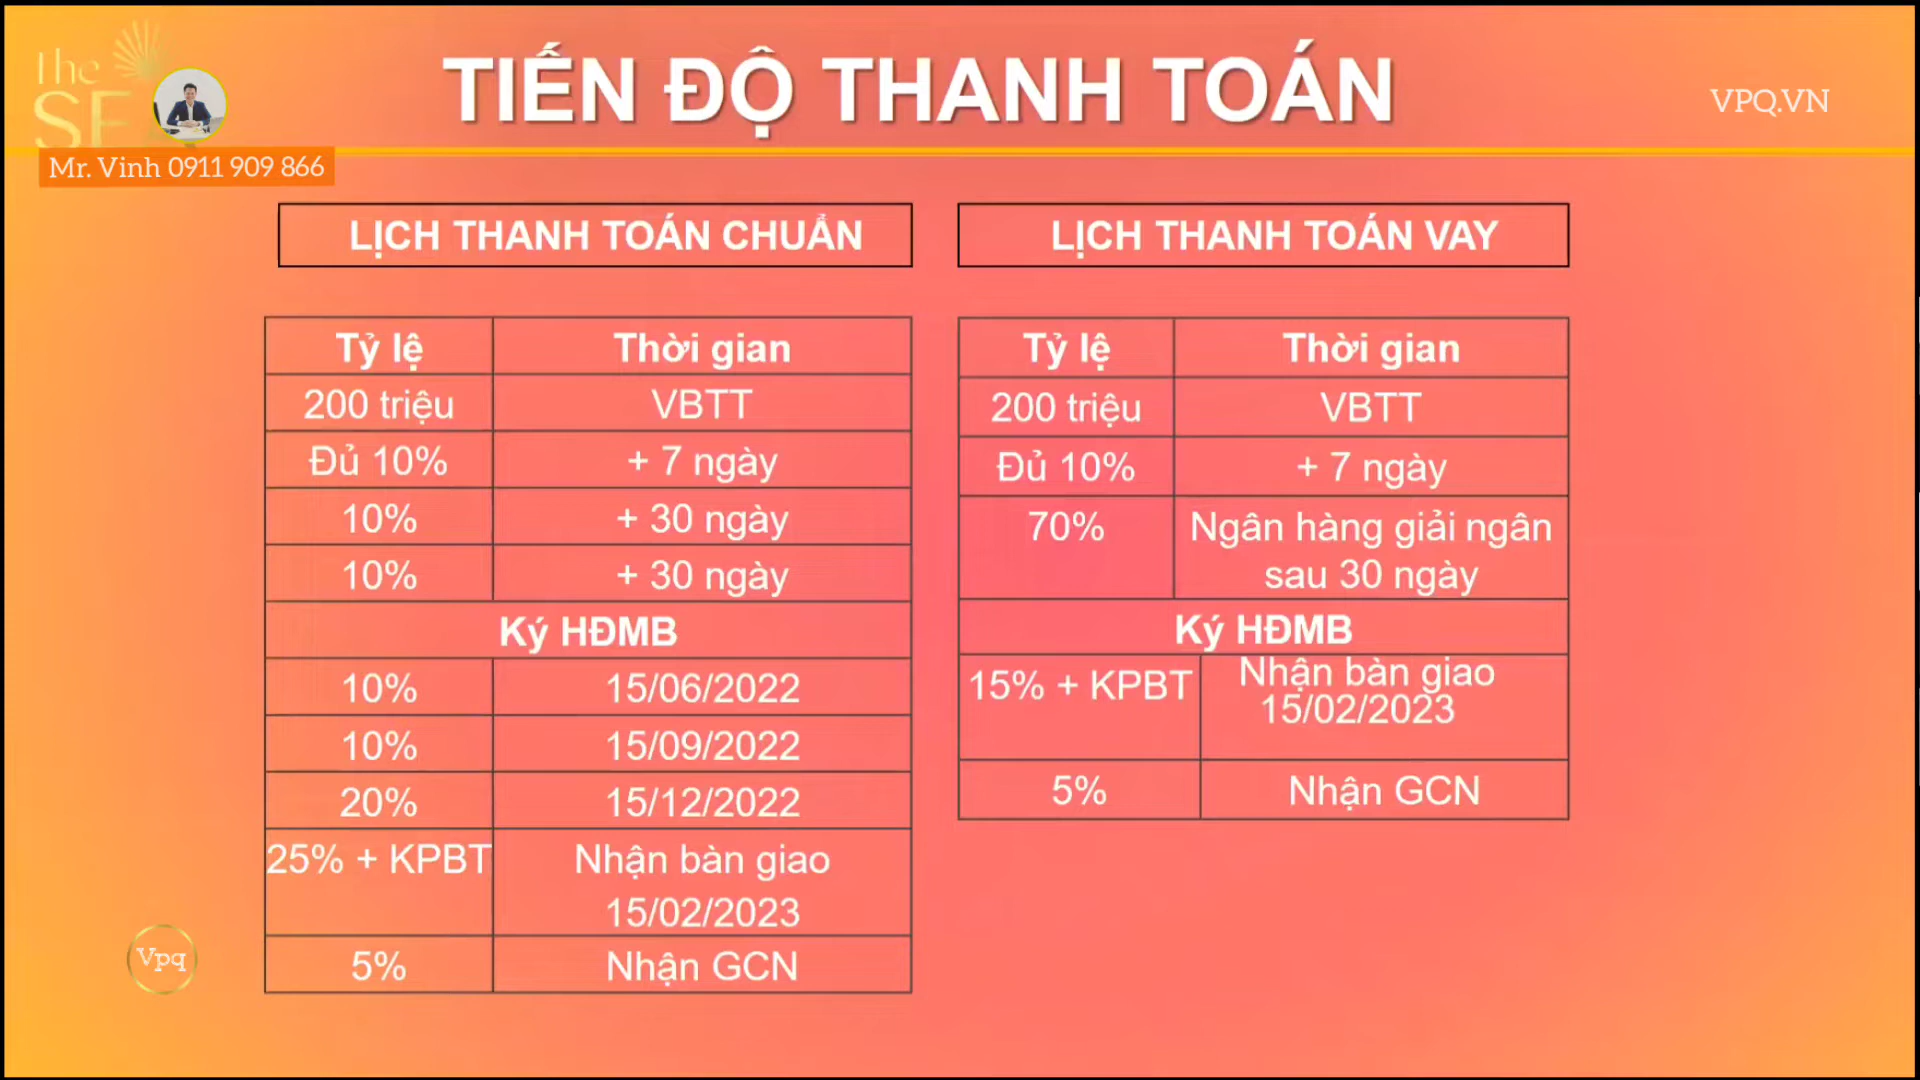 the
SE
TIẾN ĐỘ THANH TOÁN
VPQ.VN
Mr. Vinh 0911 909 866
LỊCH THANH TOÁN CHUẨN
Tỷ lệ Thời gian
200 triệu VBTT
Đủ 10% + 7 ngày
10% + 30 ngày
10% + 30 ngày
Ký HĐMB
10% 15/06/2022
10% 15/09/2022
20% 15/12/2022
25% + KPBT Nhận bàn giao
15/02/2023
5% Nhận GCN
LỊCH THANH TOÁN VAY
Tỷ lệ Thời gian
200 triệu VBTT
Đủ 10% + 7 ngày
70% Ngân hàng giải ngân
sau 30 ngày
Ký HĐMB
15% + KPBT Nhận bàn giao
15/02/2023
5% Nhận GCN
Vpq